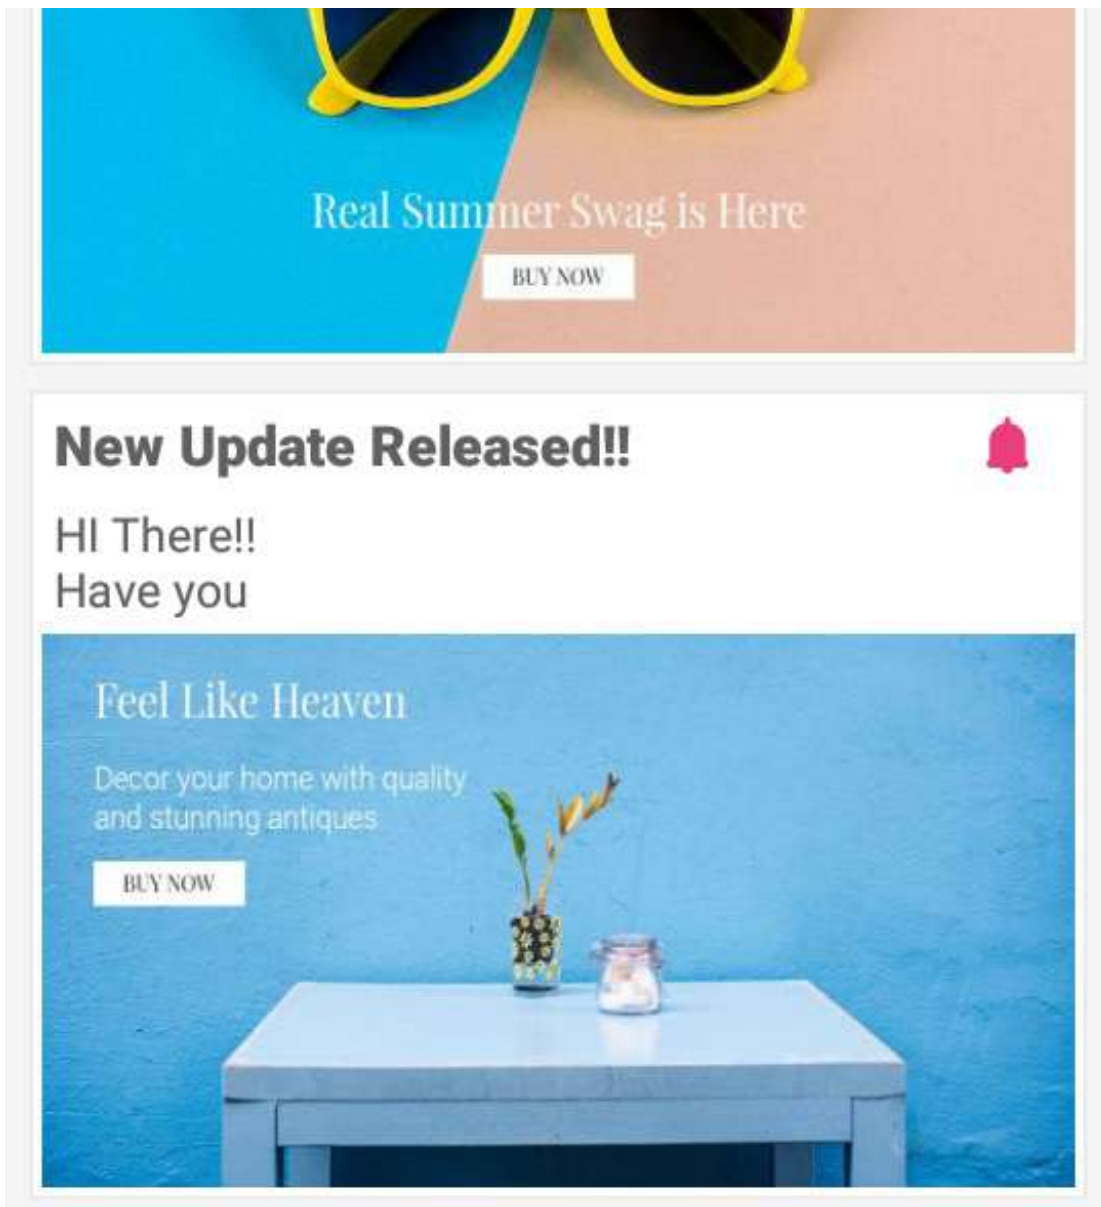 Real Summer Swag is Here
BUY NOW
New Update Released!!
HI There!!
Have you
Feel Like Heaven
Decor your home with quality
and stunning antiques
BUY NOW